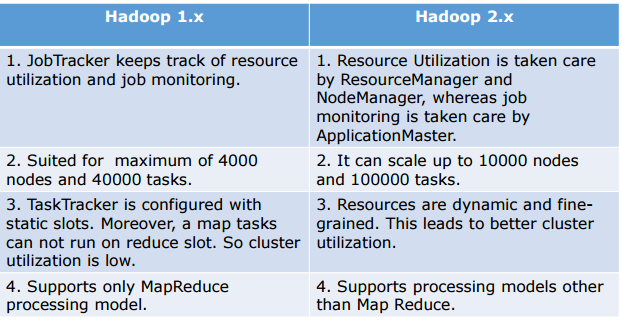 Hadoop 1.x
Hadoop 2.x
1. JobTracker keeps track of resource
utilization and job monitoring.
1. Resource Utilization is taken care
by ResourceManager and
NodeManager, whereas job
monitoring is taken care by
ApplicationMaster.
2. Suited for maximum of 4000
nodes and 40000 tasks.
2. It can scale up to 10000 nodes
and 100000 tasks.
3. TaskTracker is configured with
static slots. Moreover, a map tasks
can not run on reduce slot. So cluster
utilization is low.
3. Resources are dynamic and fine-
grained. This leads to better cluster
utilization.
4. Supports only MapReduce
processing model.
4. Supports processing models other
than Map Reduce.